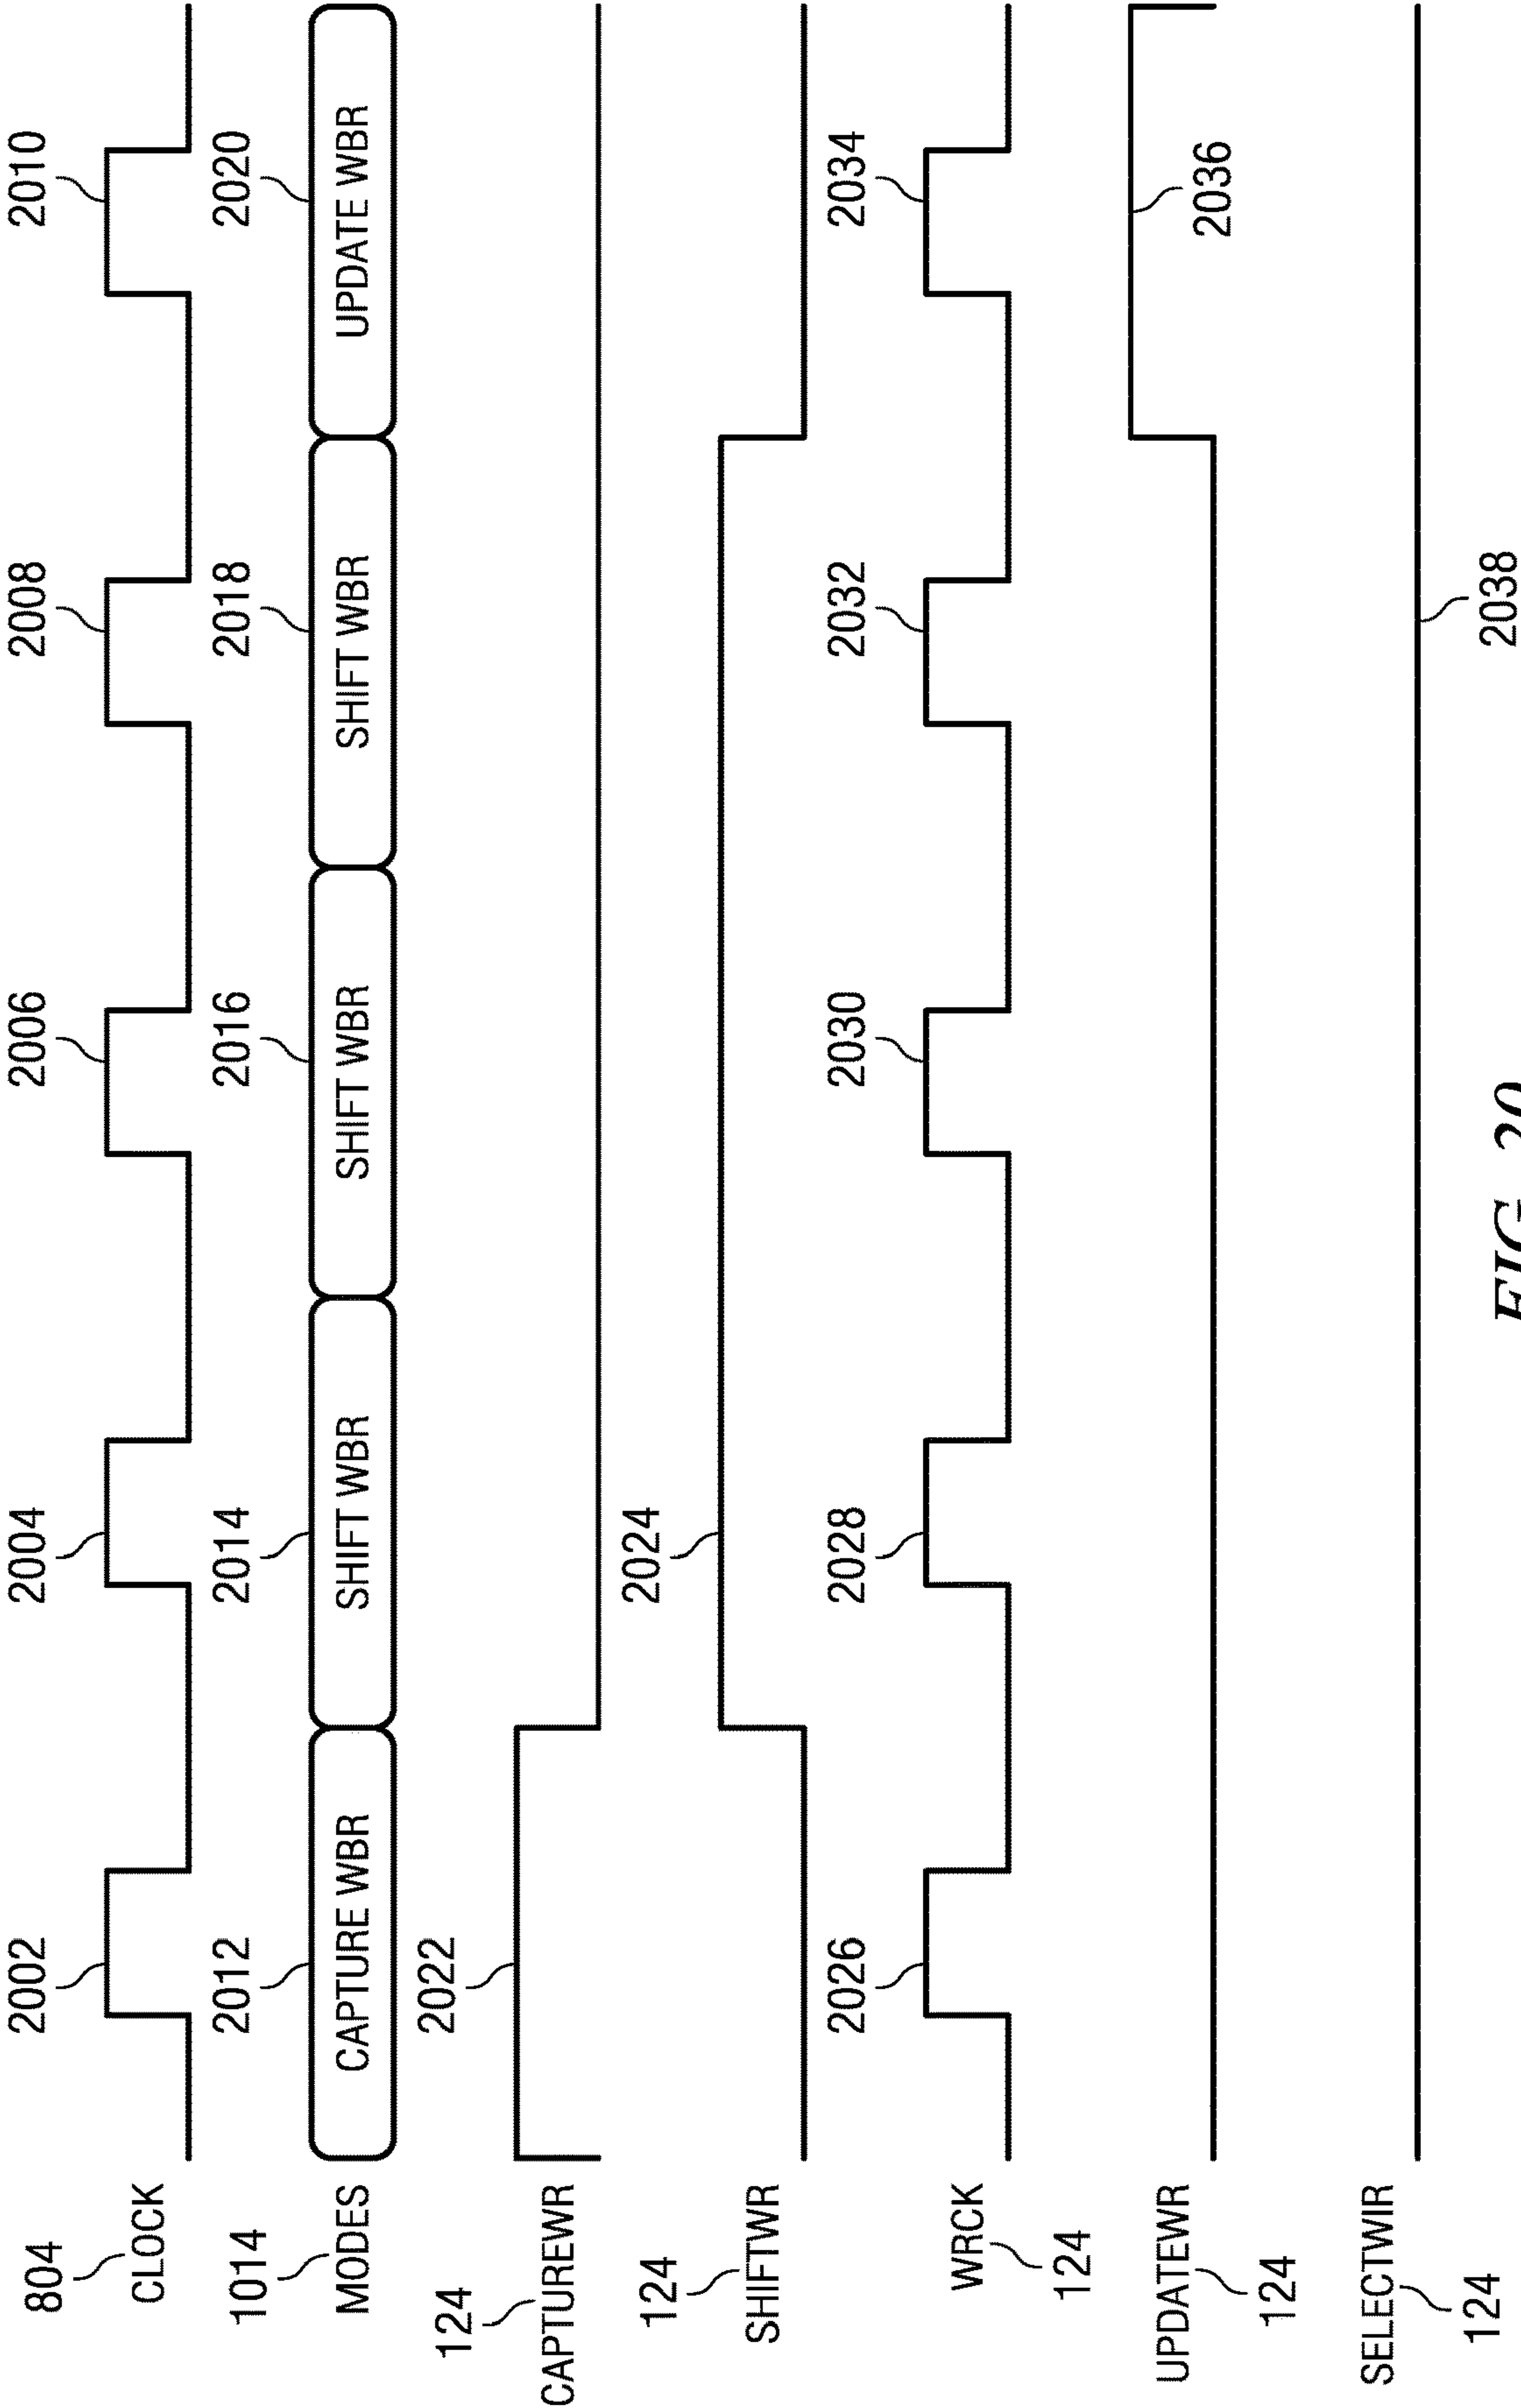 2002 2004 2006 2008 2010
804
CLOCK
2012 2014 2016 2018 2020
1014
MODES CAPTURE WBR SHIFT WBR SHIFT WBR SHIFT WBR UPDATE WBR
2022
124
CAPTUREWR
2024
124
SHIFTWR
2026 2028 2030 2032 2034
WRCK
124
UPDATEWR
2036
124
SELECTWIR
2038
124
FIG. 20